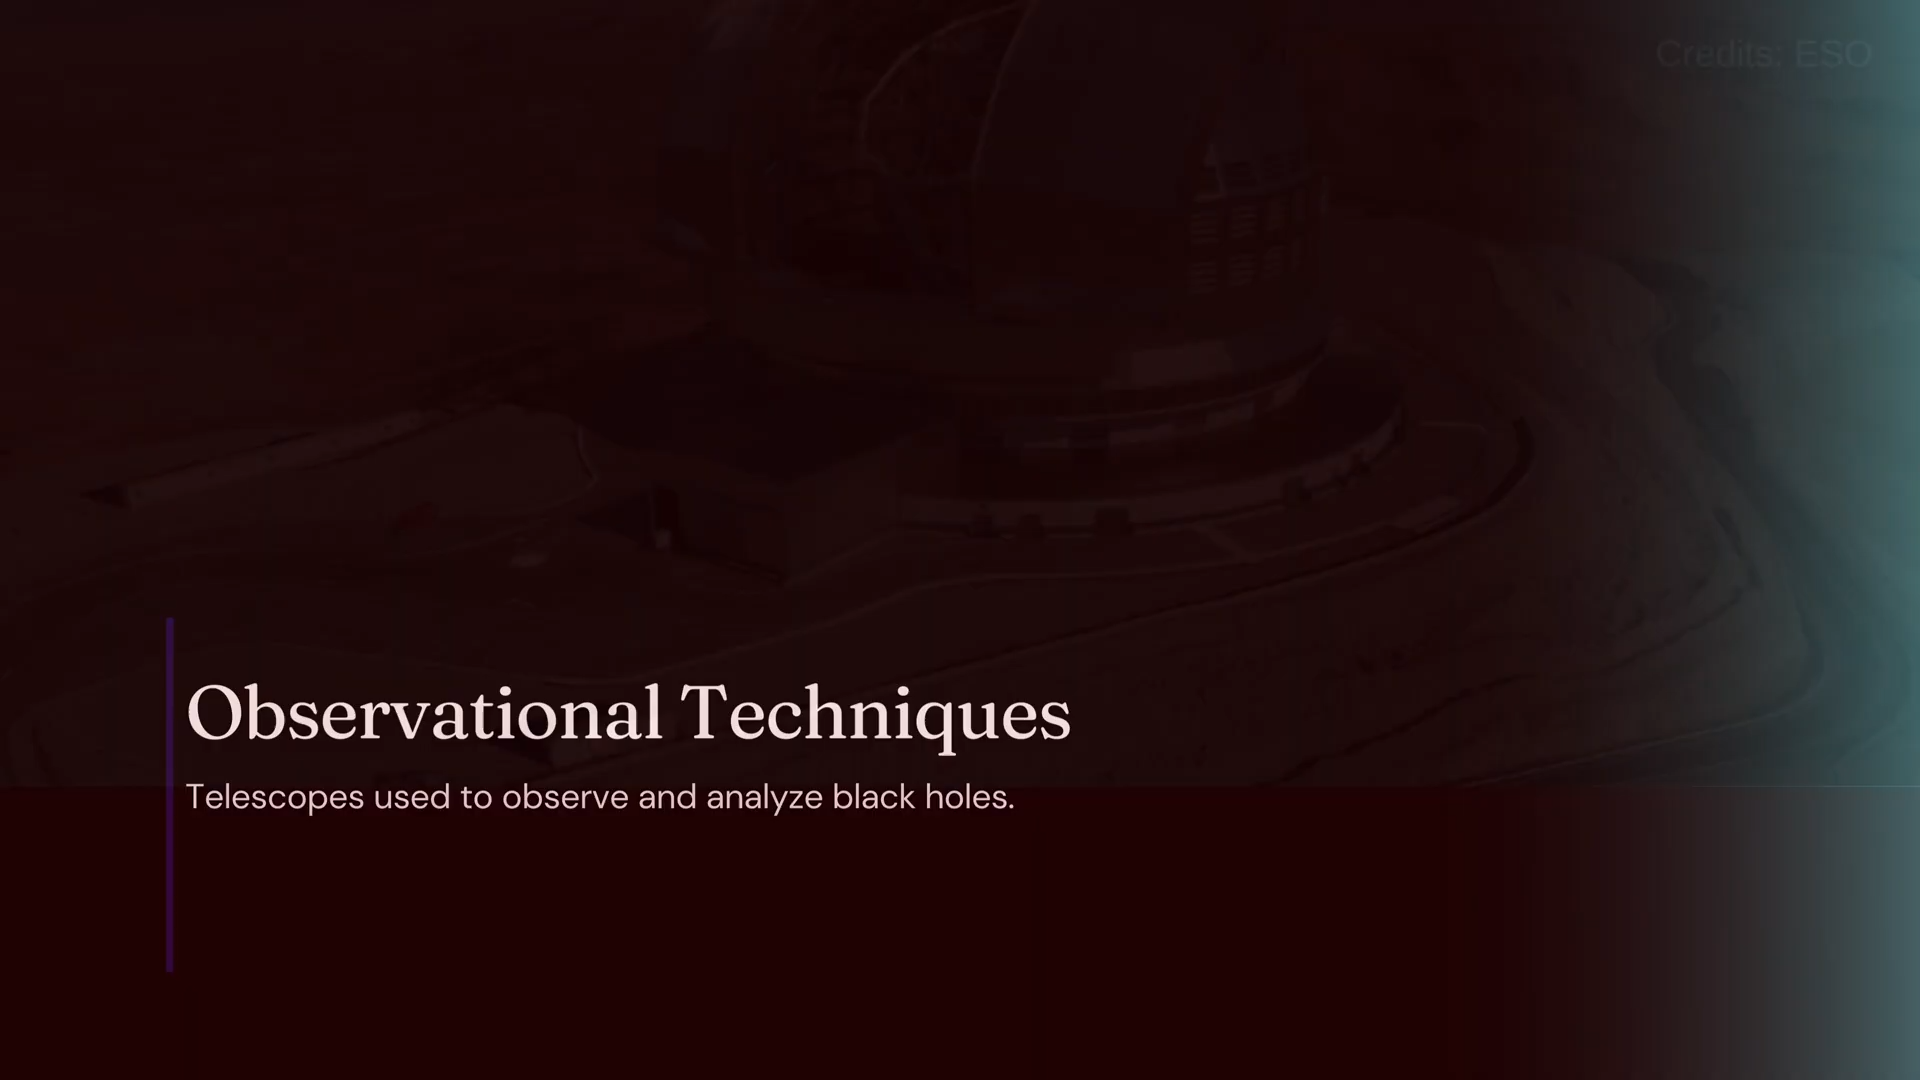 Credits: ESO
Observational Techniques
Telescopes used to observe and analyze black holes.